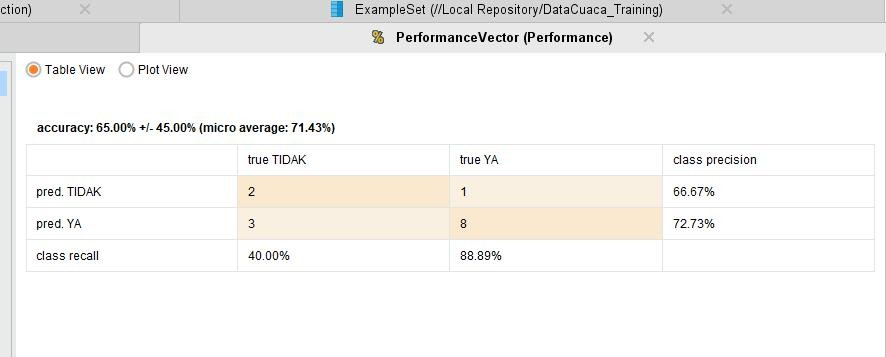 ction) ExampleSet (//Local Repository/DataCuaca_Training)
PerformanceVector (Performance)
Table View Plot View
accuracy: 65.00% +/- 45.00% (micro average: 71.43%)
true TIDAK true YA class precision
pred. TIDAK 2 1 66.67%
pred. YA 3 8 72.73%
class recall 40.00% 88.89%